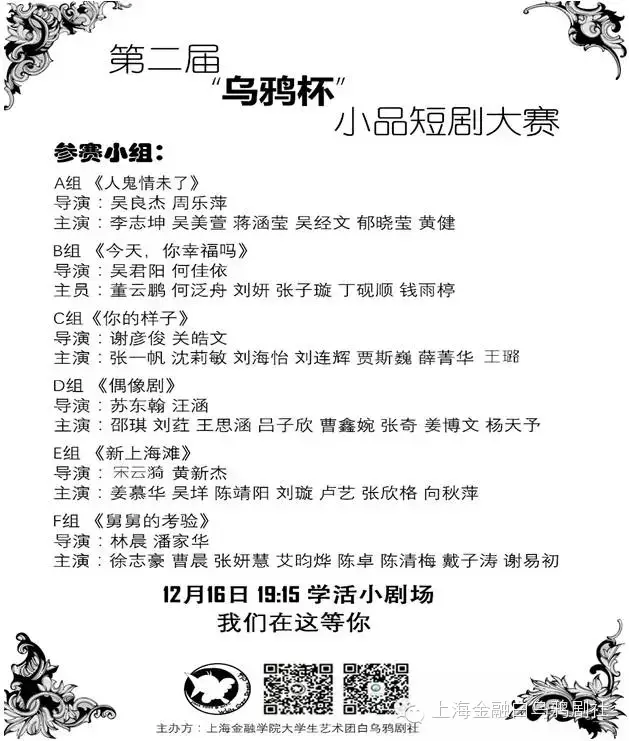 第二届
“乌鸦杯”
小品短剧大赛
参赛小组：
A组 《人鬼情未了》
导演：吴良杰 周乐萍
主演：李志坤 吴美萱 蒋涵莹 吴经文 郁晓莹 黄健
B组 《今天，你幸福吗》
导演：吴君阳 何佳依
主员：董云鹏 何泛舟 刘妍 张子璇 丁砚顺 钱雨楟
C组 《你的样子》
导演：谢彦俊 关皓文
主演：张一帆 沈莉敏 刘海怡 刘连辉 贾斯巍 薛菁华 王璐
D组 《偶像剧》
导演：苏东翰 汪涵
主演：邵琪 刘荭 王思涵 吕子欣 曹鑫婉 张奇 姜博文 杨天予
E组 《新上海滩》
导演：宋云漪 黄新杰
主演：姜慕华 吴垟 陈靖阳 刘璇 卢艺 张欣格 向秋萍
F组 《舅舅的考验》
导演：林晨 潘家华
主演：徐志豪 曹晨 张妍慧 艾昀烨 陈卓 陈清梅 戴子涛 谢易初
12月16日 19:15 学活小剧场
我们在这等你
主办方：上海金融学院大学生艺术团白乌鸦剧社
上海金融白乌鸦剧社